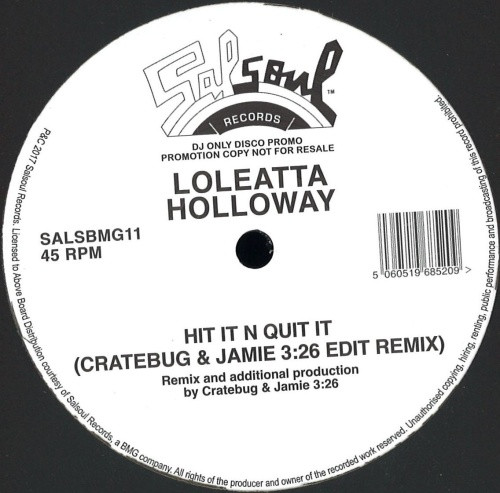 Salsoul
TM
RECORDS
DJ ONLY DISCO PROMO
PROMOTION COPY NOT FOR RESALE
LOLEATTA
HOLLOWAY
SALSBMG11
45 RPM
5 060519 685209 >
HIT IT N QUIT IT
(CRATEBUG & JAMIE 3:26 EDIT REMIX)
Remix and additional production
by Cratebug & Jamie 3:26
P&C 2017 Salsoul Records. Licensed to Above Board Distribution courtesy of Salsoul Records, a BMG company. All rights of the producer and owner of the recorded work reserved. Unauthorised copying, hiring, renting, public performance and broadcasting of this record prohibited.